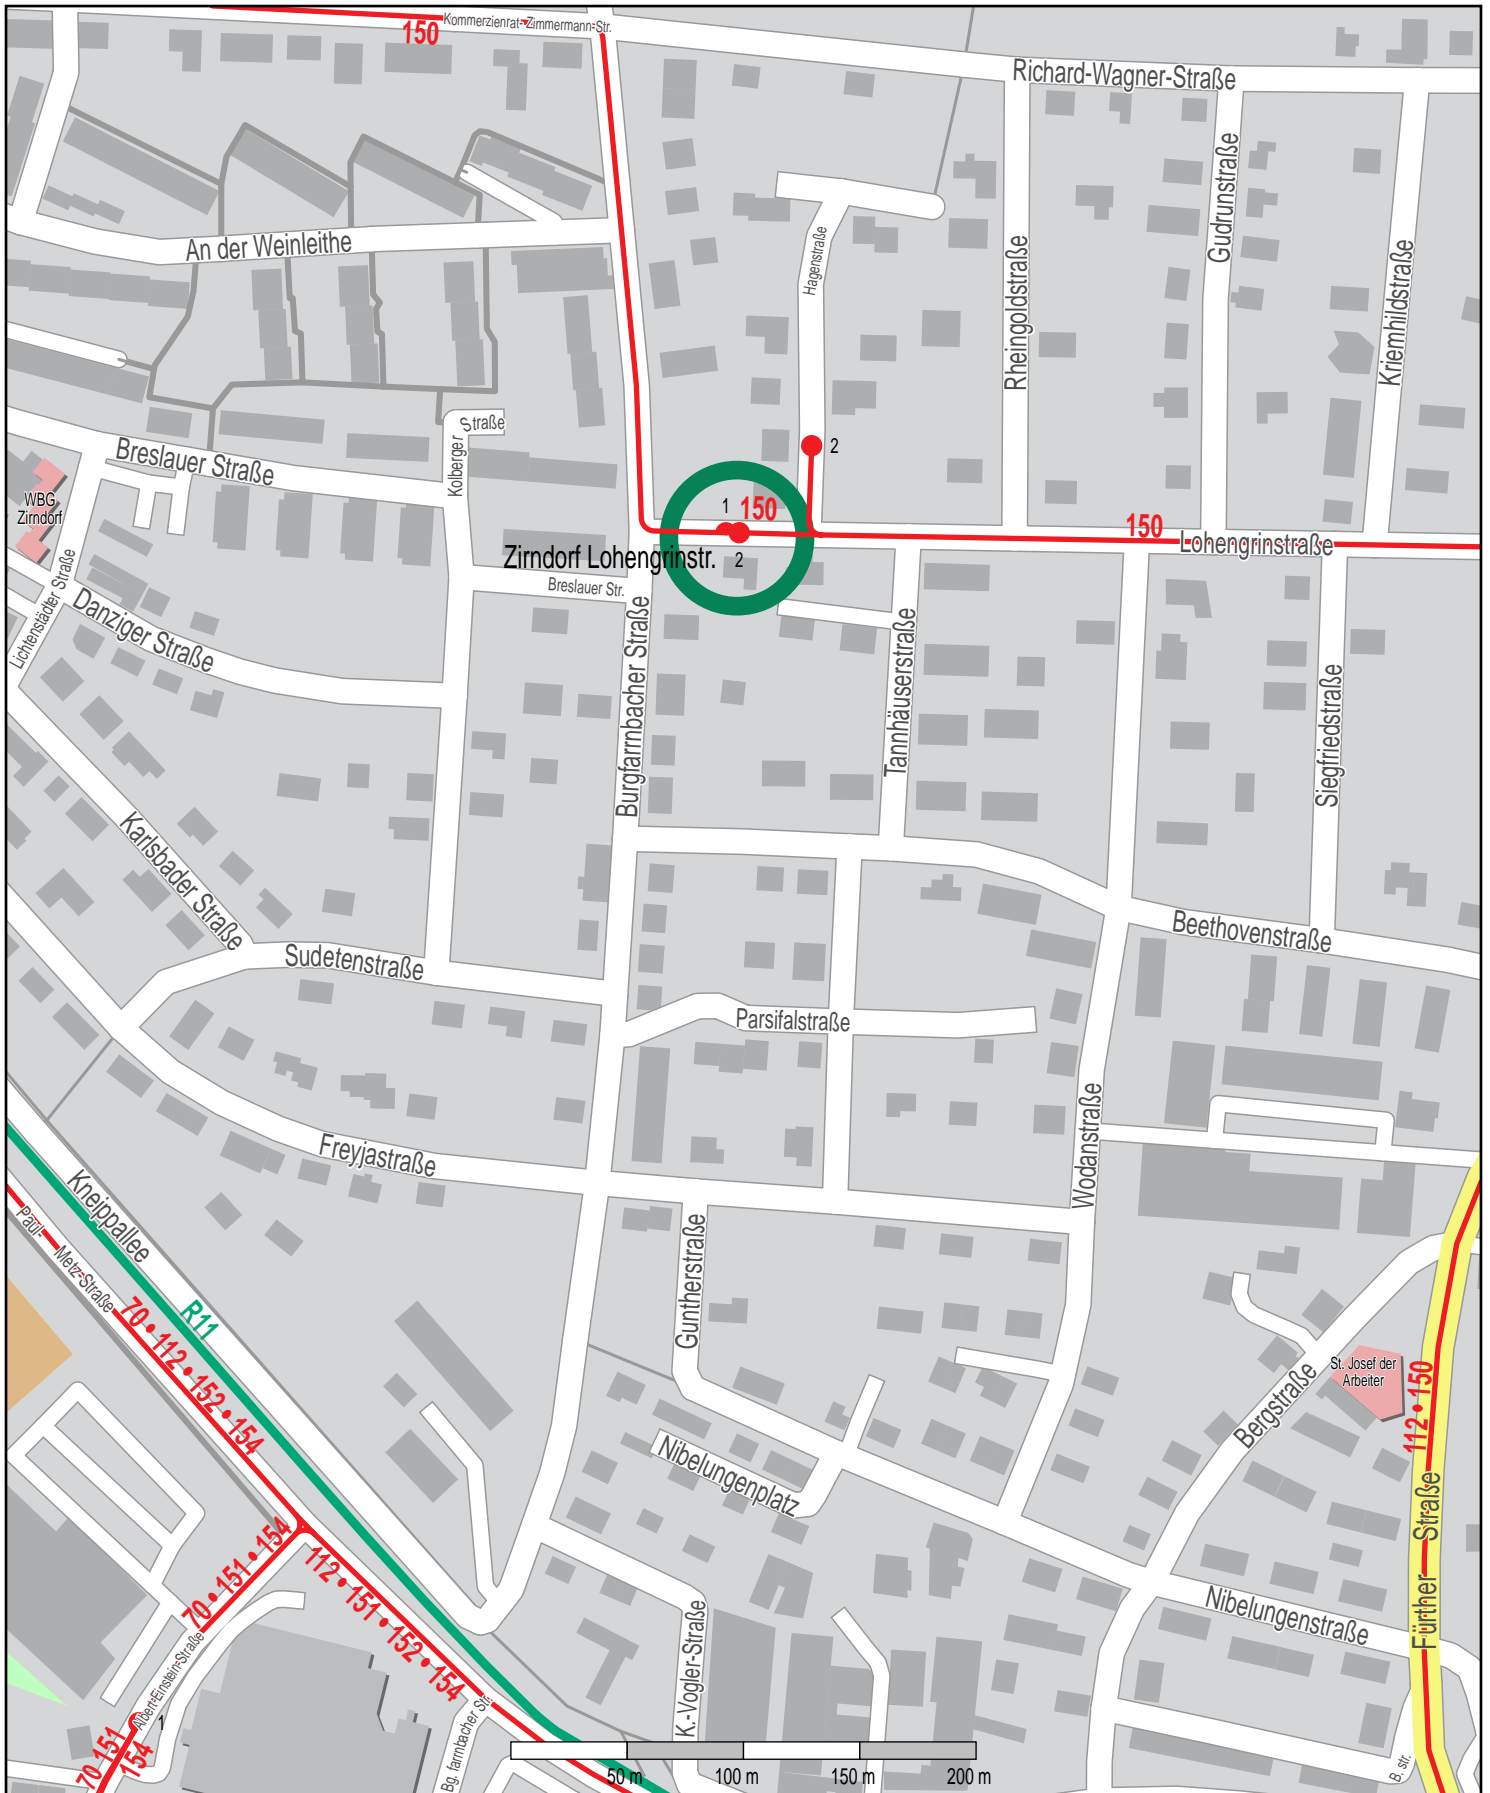 Kommerzienrat-Zimmermann-Str.
150
Richard-Wagner-Straße
An der Weinleithe
Hagenstraße
Rheingoldstraße
Gudrunstraße
Kriemhildstraße
Breslauer Straße
Kolberger Straße
2
WBG
Zirndorf
1 150
150
Lohengrinstraße
Zirndorf Lohengrinstr.
2
Breslauer Str.
Lichtenstädter Straße
Danziger Straße
Burgfarrnbacher Straße
Tannhäuserstraße
Siegfriedstraße
Karlsbader Straße
Sudetenstraße
Beethovenstraße
Parsifalstraße
Freyjastraße
Wodanstraße
Kneippallee
Paul-Metz-Straße
R11
70•112•152•154
Guntherstraße
Bergstraße
St. Josef der
Arbeiter
112•150
Nibelungenplatz
Fürther Straße
70•151•154
112•151•152•154
Nibelungenstraße
K.-Vogler-Straße
Albert-Einstein-Straße
1
70 151
154
Bg. farrnbacher Str.
B. str.
50 m
100 m
150 m
200 m